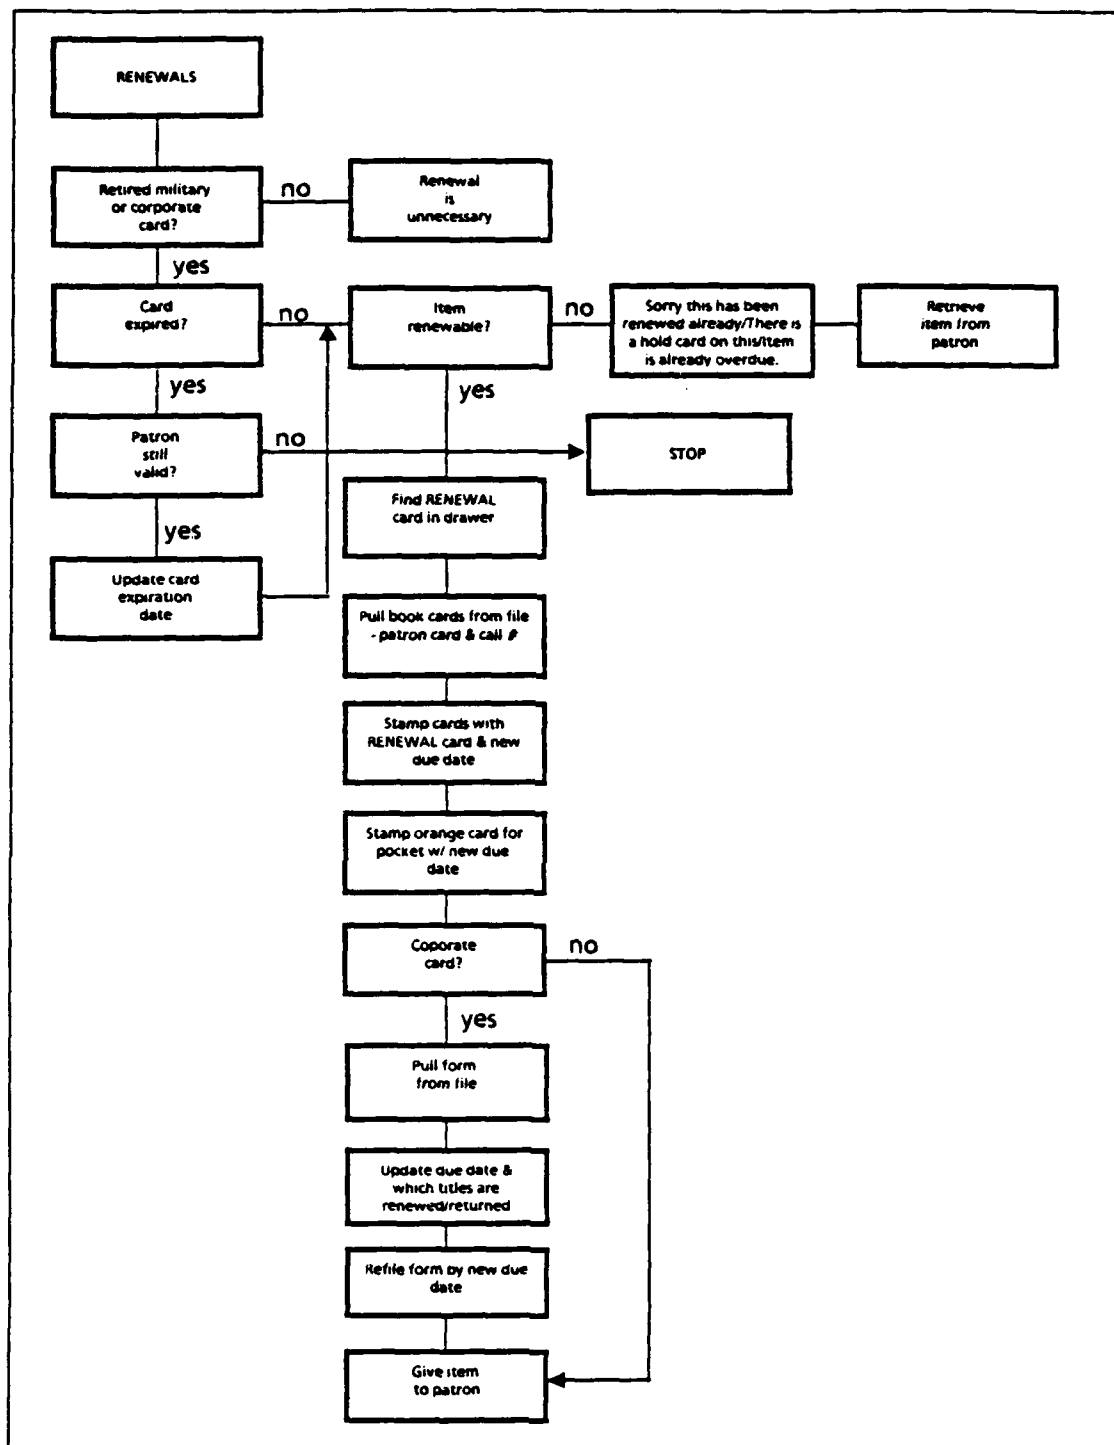 RENEWALS
Retired military
or corporate
card?
no
Renewal
is
unnecessary
yes
Card
expired?
no
Item
renewable?
no
Sorry this has been
renewed already/There is
a hold card on this/Item
is already overdue.
Retrieve
item from
patron
yes
yes
Patron
still
valid?
no
STOP
Find RENEWAL
card in drawer
yes
Update card
expiration
date
Pull book cards from file
- patron card & call #
Stamp cards with
RENEWAL card & new
due date
Stamp orange card for
pocket w/ new due
date
Coporate
card?
no
yes
Pull form
from file
Update due date &
which titles are
renewed/returned
Refile form by new due
date
Give item
to patron